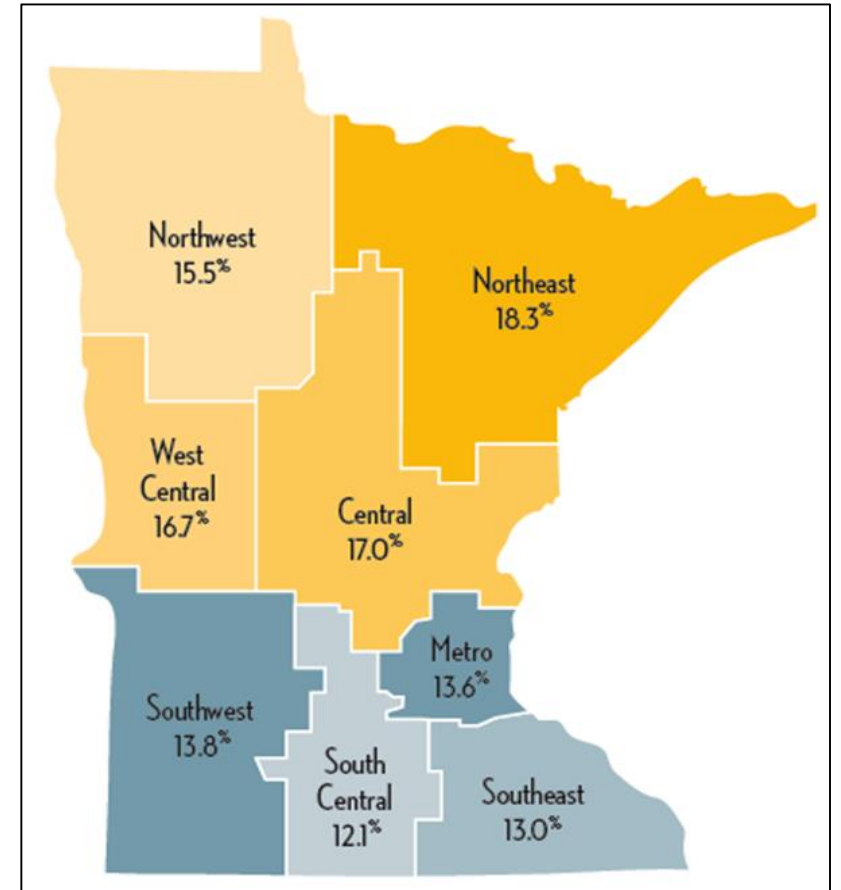 Northwest
15.5%
Northeast
18.3%
West
Central
16.7%
Central
17.0%
Metro
13.6%
Southwest
13.8%
South
Central
12.1%
Southeast
13.0%